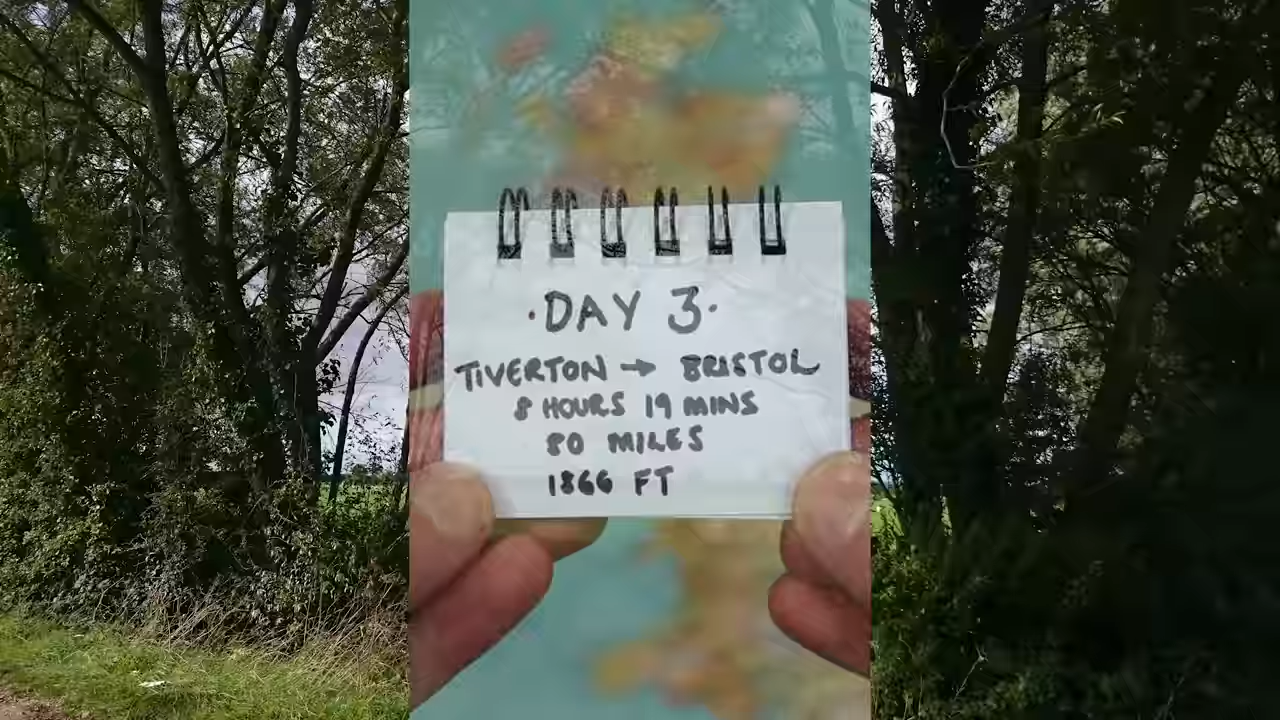 ·DAY 3·
TIVERTON → BRISTOL
8 HOURS 19 MINS
80 MILES
1866 FT